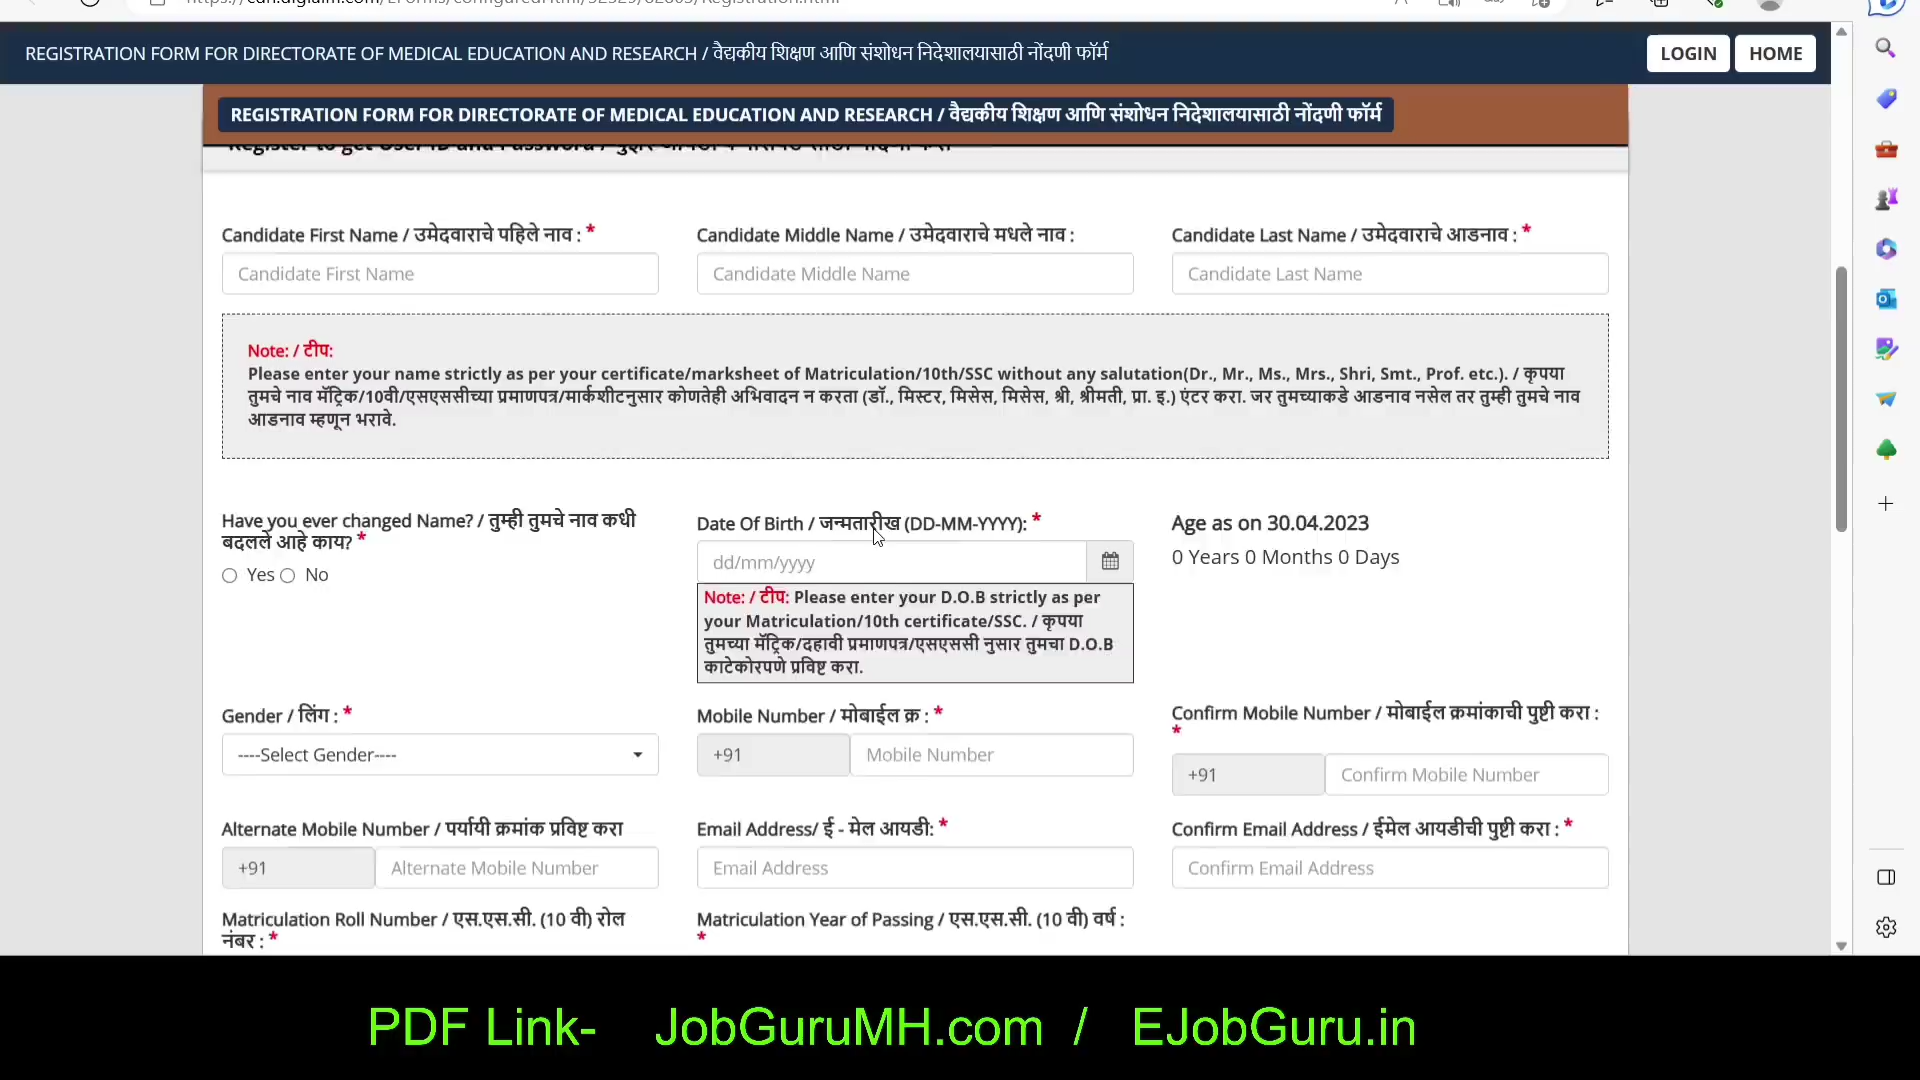 REGISTRATION FORM FOR DIRECTORATE OF MEDICAL EDUCATION AND RESEARCH / वैद्यकीय शिक्षण आणि संशोधन निदेशालयासाठी नोंदणी फॉर्म
LOGIN HOME
REGISTRATION FORM FOR DIRECTORATE OF MEDICAL EDUCATION AND RESEARCH / वैद्यकीय शिक्षण आणि संशोधन निदेशालयासाठी नोंदणी फॉर्म
Register to get User ID and Password /
Candidate First Name / उमेदवाराचे पहिले नाव : * Candidate Middle Name / उमेदवाराचे मधले नाव : Candidate Last Name / उमेदवाराचे आडनाव : *
Candidate First Name Candidate Middle Name Candidate Last Name
Note: / टीप:
Please enter your name strictly as per your certificate/marksheet of Matriculation/10th/SSC without any salutation(Dr., Mr., Ms., Mrs., Shri, Smt., Prof. etc.). / कृपया
तुमचे नाव मॅट्रिक/10वी/एसएससीच्या प्रमाणपत्र/मार्कशीटनुसार कोणतेही अभिवादन न करता (डॉ., मिस्टर, मिसेस, मिसेस, श्री, श्रीमती, प्रा. इ.) एंटर करा. जर तुमच्याकडे आडनाव नसेल तर तुम्ही तुमचे नाव
आडनाव म्हणून भरावे.
Have you ever changed Name? / तुम्ही तुमचे नाव कधी
बदलले आहे काय? *
Yes No
Date Of Birth / जन्मतारीख (DD-MM-YYYY): *
dd/mm/yyyy
Note: / टीप: Please enter your D.O.B strictly as per
your Matriculation/10th certificate/SSC. / कृपया
तुमच्या मॅट्रिक/दहावी प्रमाणपत्र/एसएससी नुसार तुमचा D.O.B
काटेकोरपणे प्रविष्ट करा.
Age as on 30.04.2023
0 Years 0 Months 0 Days
Gender / लिंग : *
----Select Gender----
Mobile Number / मोबाईल क्र : *
+91 Mobile Number
Confirm Mobile Number / मोबाईल क्रमांकाची पुष्टी करा :
*
+91 Confirm Mobile Number
Alternate Mobile Number / पर्यायी क्रमांक प्रविष्ट करा
+91 Alternate Mobile Number
Email Address/ ई - मेल आयडी: *
Email Address
Confirm Email Address / ईमेल आयडीची पुष्टी करा : *
Confirm Email Address
Matriculation Roll Number / एस.एस.सी. (10 वी) रोल
नंबर : *
Matriculation Year of Passing / एस.एस.सी. (10 वी) वर्ष :
*
PDF Link- JobGuruMH.com / EJobGuru.in